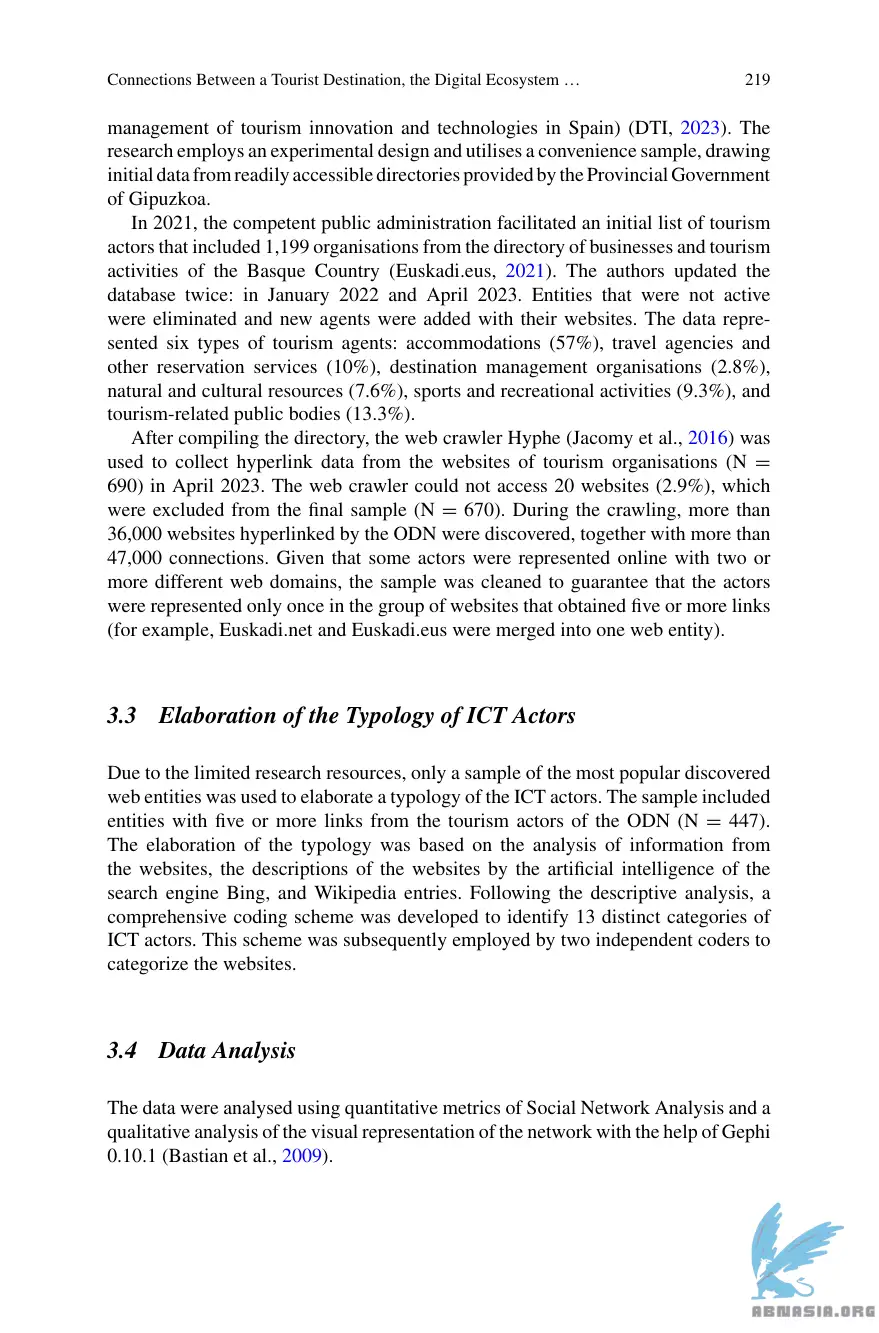 Connections Between a Tourist Destination, the Digital Ecosystem … 219
management of tourism innovation and technologies in Spain) (DTI, 2023). The
research employs an experimental design and utilises a convenience sample, drawing
initial data from readily accessible directories provided by the Provincial Government
of Gipuzkoa.
In 2021, the competent public administration facilitated an initial list of tourism
actors that included 1,199 organisations from the directory of businesses and tourism
activities of the Basque Country (Euskadi.eus, 2021). The authors updated the
database twice: in January 2022 and April 2023. Entities that were not active
were eliminated and new agents were added with their websites. The data repre-
sented six types of tourism agents: accommodations (57%), travel agencies and
other reservation services (10%), destination management organisations (2.8%),
natural and cultural resources (7.6%), sports and recreational activities (9.3%), and
tourism-related public bodies (13.3%).
After compiling the directory, the web crawler Hyphe (Jacomy et al., 2016) was
used to collect hyperlink data from the websites of tourism organisations (N =
690) in April 2023. The web crawler could not access 20 websites (2.9%), which
were excluded from the final sample (N = 670). During the crawling, more than
36,000 websites hyperlinked by the ODN were discovered, together with more than
47,000 connections. Given that some actors were represented online with two or
more different web domains, the sample was cleaned to guarantee that the actors
were represented only once in the group of websites that obtained five or more links
(for example, Euskadi.net and Euskadi.eus were merged into one web entity).
3.3 Elaboration of the Typology of ICT Actors
Due to the limited research resources, only a sample of the most popular discovered
web entities was used to elaborate a typology of the ICT actors. The sample included
entities with five or more links from the tourism actors of the ODN (N = 447).
The elaboration of the typology was based on the analysis of information from
the websites, the descriptions of the websites by the artificial intelligence of the
search engine Bing, and Wikipedia entries. Following the descriptive analysis, a
comprehensive coding scheme was developed to identify 13 distinct categories of
ICT actors. This scheme was subsequently employed by two independent coders to
categorize the websites.
3.4 Data Analysis
The data were analysed using quantitative metrics of Social Network Analysis and a
qualitative analysis of the visual representation of the network with the help of Gephi
0.10.1 (Bastian et al., 2009).
ABNASIA.ORG